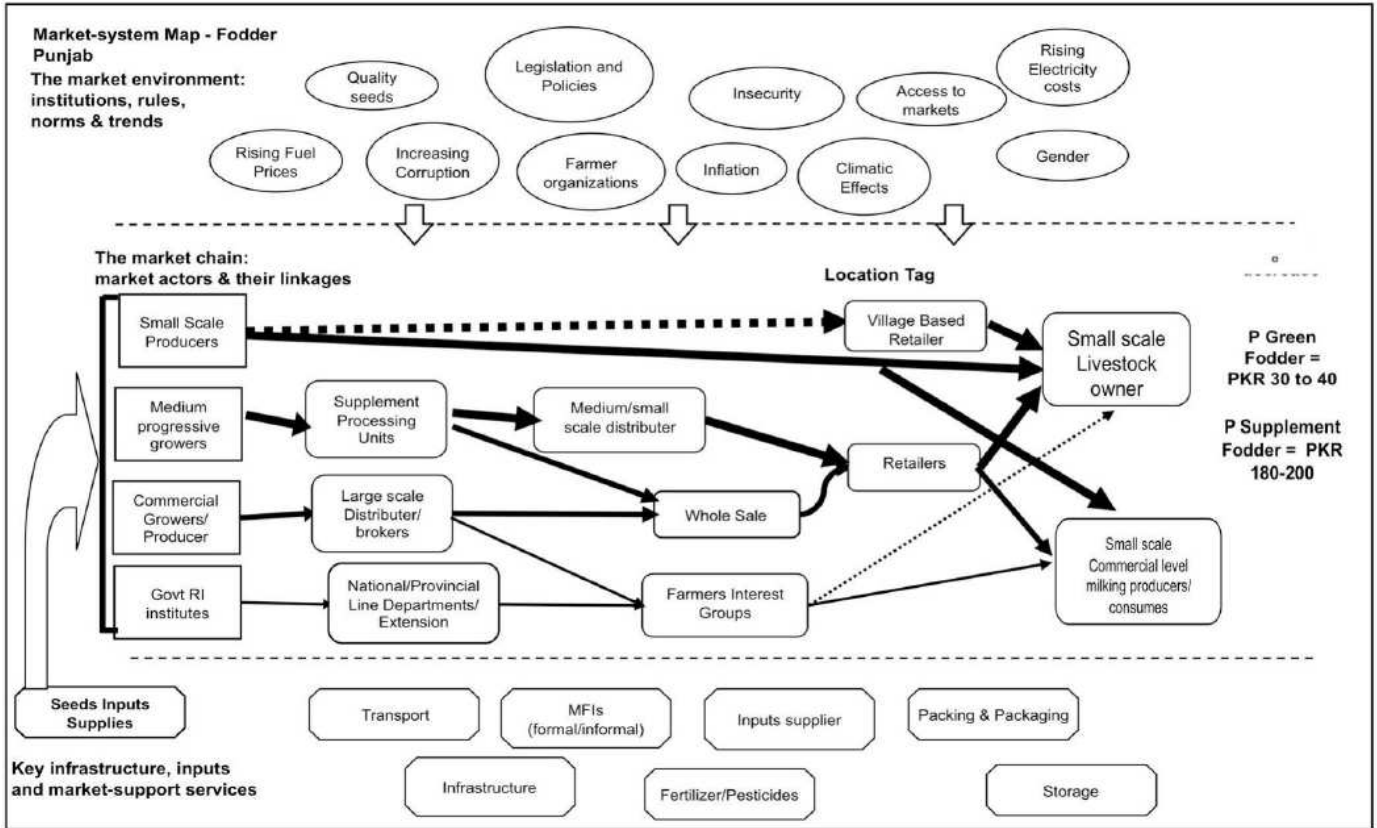 Market-system Map - Fodder
Punjab
The market environment:
institutions, rules,
norms & trends
Quality
seeds
Legislation and
Policies
Insecurity
Access to
markets
Rising
Electricity
costs
Rising Fuel
Prices
Increasing
Corruption
Farmer
organizations
Inflation
Climatic
Effects
Gender
The market chain:
market actors & their linkages
Location Tag
Small Scale
Producers
Village Based
Retailer
Small scale
Livestock
owner
P Green
Fodder =
PKR 30 to 40
Medium
progressive
growers
Supplement
Processing
Units
Medium/small
scale distributer
Retailers
P Supplement
Fodder = PKR
180-200
Commercial
Growers/
Producer
Large scale
Distributer/
brokers
Whole Sale
Small scale
Commercial level
milking producers/
consumes
Govt RI
institutes
National/Provincial
Line Departments/
Extension
Farmers Interest
Groups
Seeds Inputs
Supplies
Transport
MFIs
(formal/informal)
Inputs supplier
Packing & Packaging
Key infrastructure, inputs
and market-support services
Infrastructure
Fertilizer/Pesticides
Storage